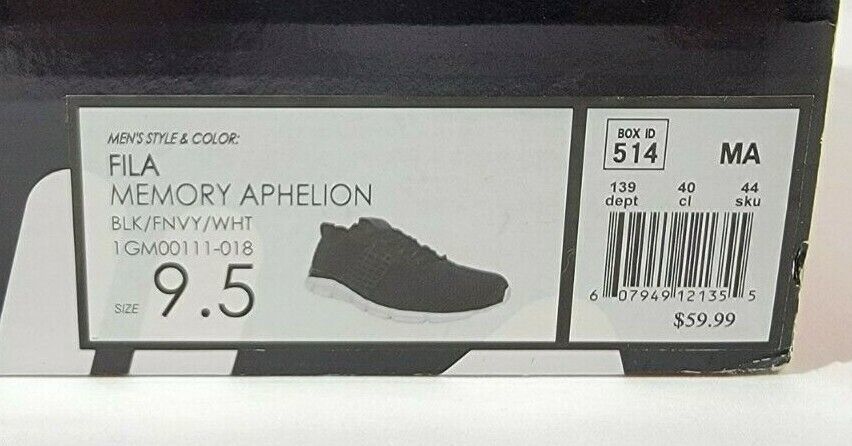 MEN'S STYLE & COLOR:
FILA
MEMORY APHELION
BLK/FNVY/WHT
1GM00111-018
SIZE 9.5
BOX ID
514 MA
139 40 44
dept cl sku
6 07949 12135 5
$59.99